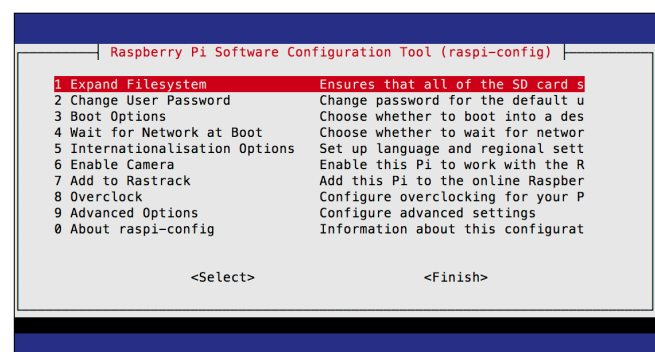 Raspberry Pi Software Configuration Tool (raspi-config)
1 Expand Filesystem Ensures that all of the SD card s
2 Change User Password Change password for the default u
3 Boot Options Choose whether to boot into a des
4 Wait for Network at Boot Choose whether to wait for networ
5 Internationalisation Options Set up language and regional sett
6 Enable Camera Enable this Pi to work with the R
7 Add to Rastrack Add this Pi to the online Raspber
8 Overclock Configure overclocking for your P
9 Advanced Options Configure advanced settings
0 About raspi-config Information about this configurat
<Select> <Finish>